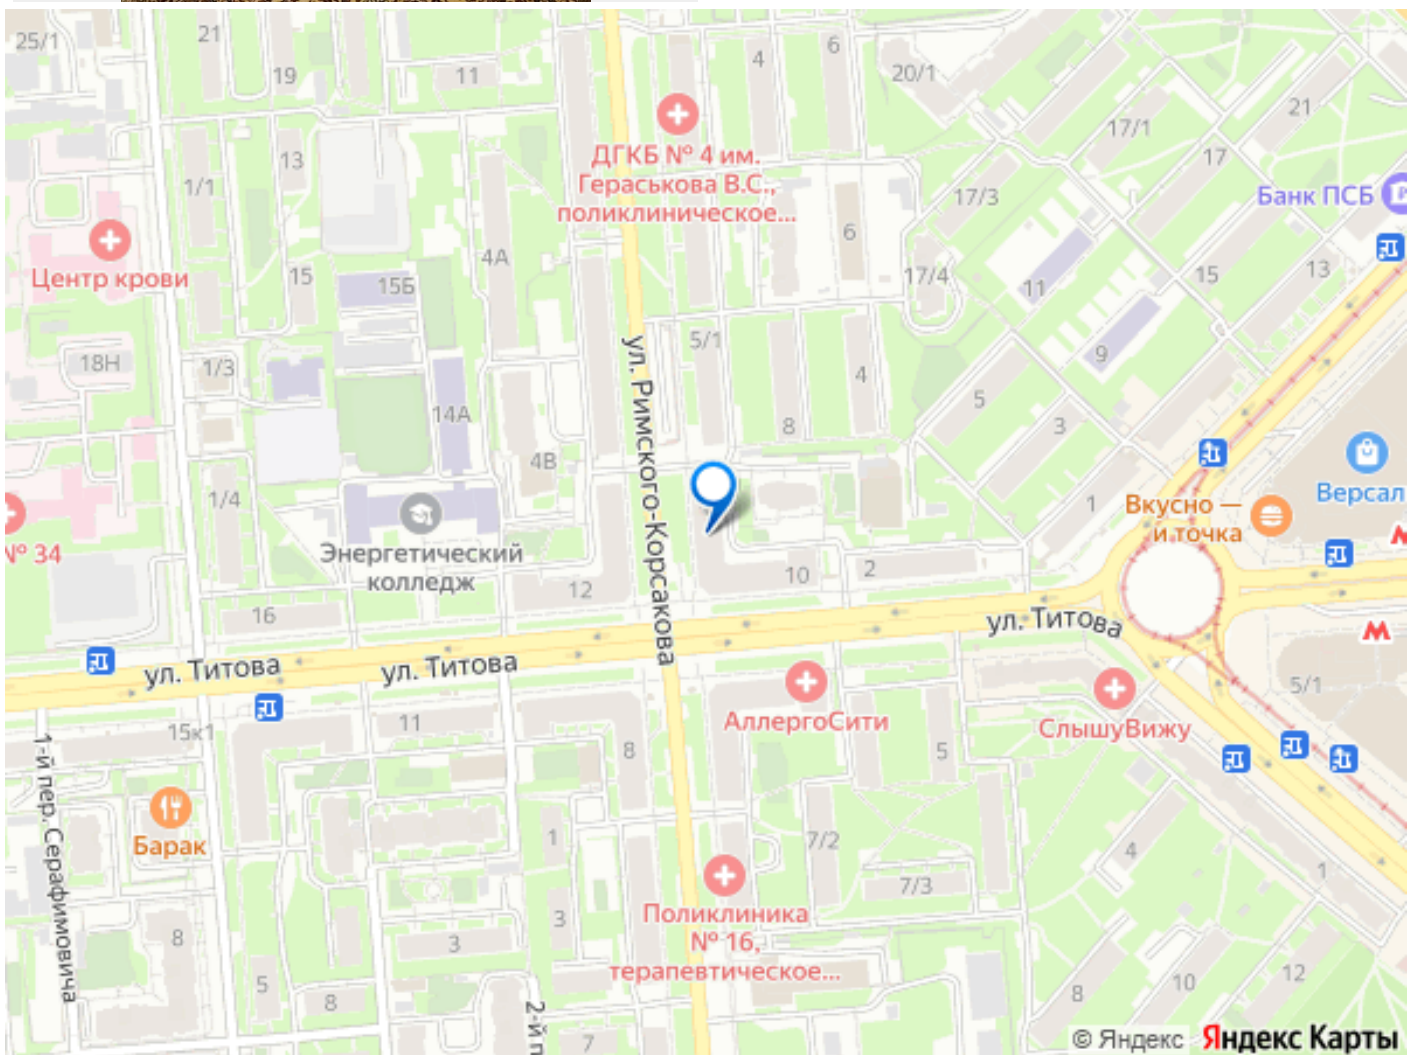 25/1
21
19
11
4
6
20/1
21
17/1
17
ДГКБ № 4 им.
Гераськова В.С.,
поликлиническое...
13
1/1
17/3
Банк ПСБ
6
4А
Центр крови
15
15Б
17/4
11
15
13
ул. Римского-Корсакова
5/1
9
18Н
1/3
4
5
14А
8
3
4В
1/4
1
Версал
Вкусно —
и точка
№ 34
Энергетический
колледж
12
10
2
16
ул. Титова
ул. Титова
ул. Титова
М
М
5/1
АллергоСити
СлышуВижу
15к1
11
8
5
1-й пер. Серафимовича
Барак
1
7/2
4
7/3
1
Поликлиника
№ 16,
терапевтическое...
3
8
3
5
8
2-й п
7
8
10
12
© Яндекс Яндекс Карты